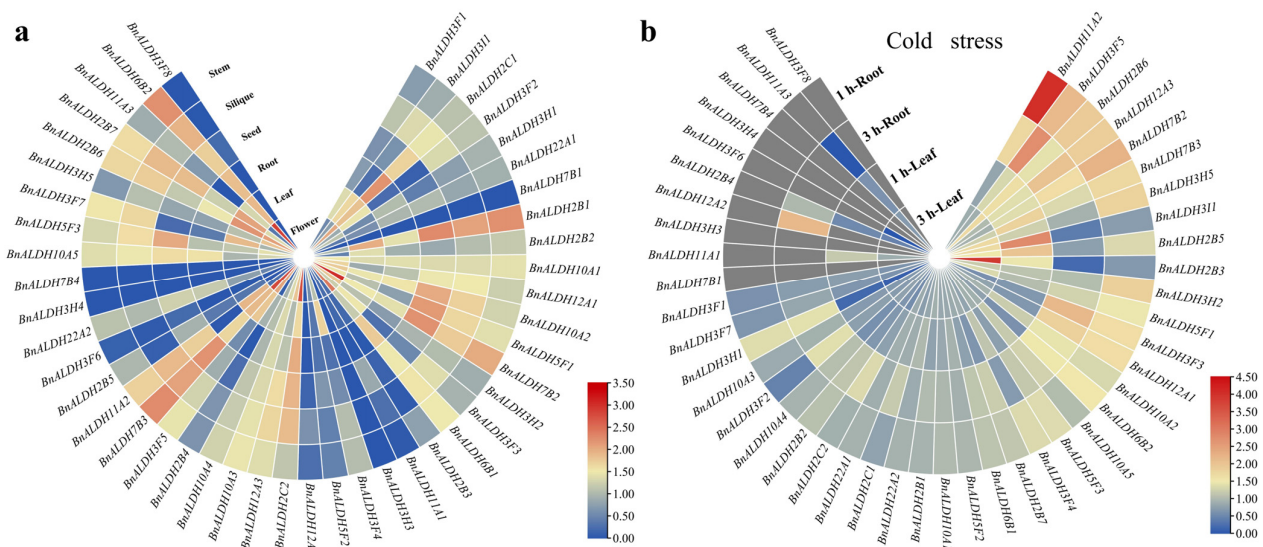 a
BnALDH3F1
BnALDH3I1
BnALDH2C1
BnALDH3F2
BnALDH3H1
BnALDH22A1
BnALDH7B1
BnALDH2B1
BnALDH2B2
BnALDH10A1
BnALDH12A1
BnALDH10A2
BnALDH5F1
BnALDH7B2
BnALDH3H2
BnALDH3F3
BnALDH6B1
BnALDH2B3
BnALDH11A1
BnALDH3H3
BnALDH3F4
BnALDH5F2
BnALDH12A
BnALDH2C2
BnALDH12A3
BnALDH10A3
BnALDH10A4
BnALDH2B4
BnALDH3F5
BnALDH7B3
BnALDH11A2
BnALDH2B5
BnALDH3F6
BnALDH22A2
BnALDH3H4
BnALDH7B4
BnALDH10A5
BnALDH5F3
BnALDH3F7
BnALDH3H5
BnALDH2B6
BnALDH2B7
BnALDH11A3
BnALDH6B2
BnALDH3F8
Stem
Silique
Seed
Root
Leaf
Flower
3.50
3.00
2.50
2.00
1.50
1.00
0.50
0.00
b
Cold stress
BnALDH11A2
BnALDH3F5
BnALDH2B6
BnALDH12A3
BnALDH7B2
BnALDH7B3
BnALDH3H5
BnALDH3I1
BnALDH2B5
BnALDH2B3
BnALDH3H2
BnALDH5F1
BnALDH3F3
BnALDH12A1
BnALDH10A2
BnALDH6B2
BnALDH10A5
BnALDH5F3
BnALDH3F4
BnALDH2B7
BnALDH6B1
BnALDH5F2
BnALDH10A
BnALDH2B1
BnALDH22A2
BnALDH2C1
BnALDH22A1
BnALDH2C2
BnALDH2B2
BnALDH10A4
BnALDH3F2
BnALDH10A3
BnALDH3H1
BnALDH3F7
BnALDH3F1
BnALDH7B1
BnALDH11A1
BnALDH3H3
BnALDH12A2
BnALDH2B4
BnALDH5F6
BnALDH3H4
BnALDH7B4
BnALDH11A3
BnALDH3F8
1 h-Root
3 h-Root
1 h-Leaf
3 h-Leaf
4.50
4.00
3.50
3.00
2.50
2.00
1.50
1.00
0.50
0.00